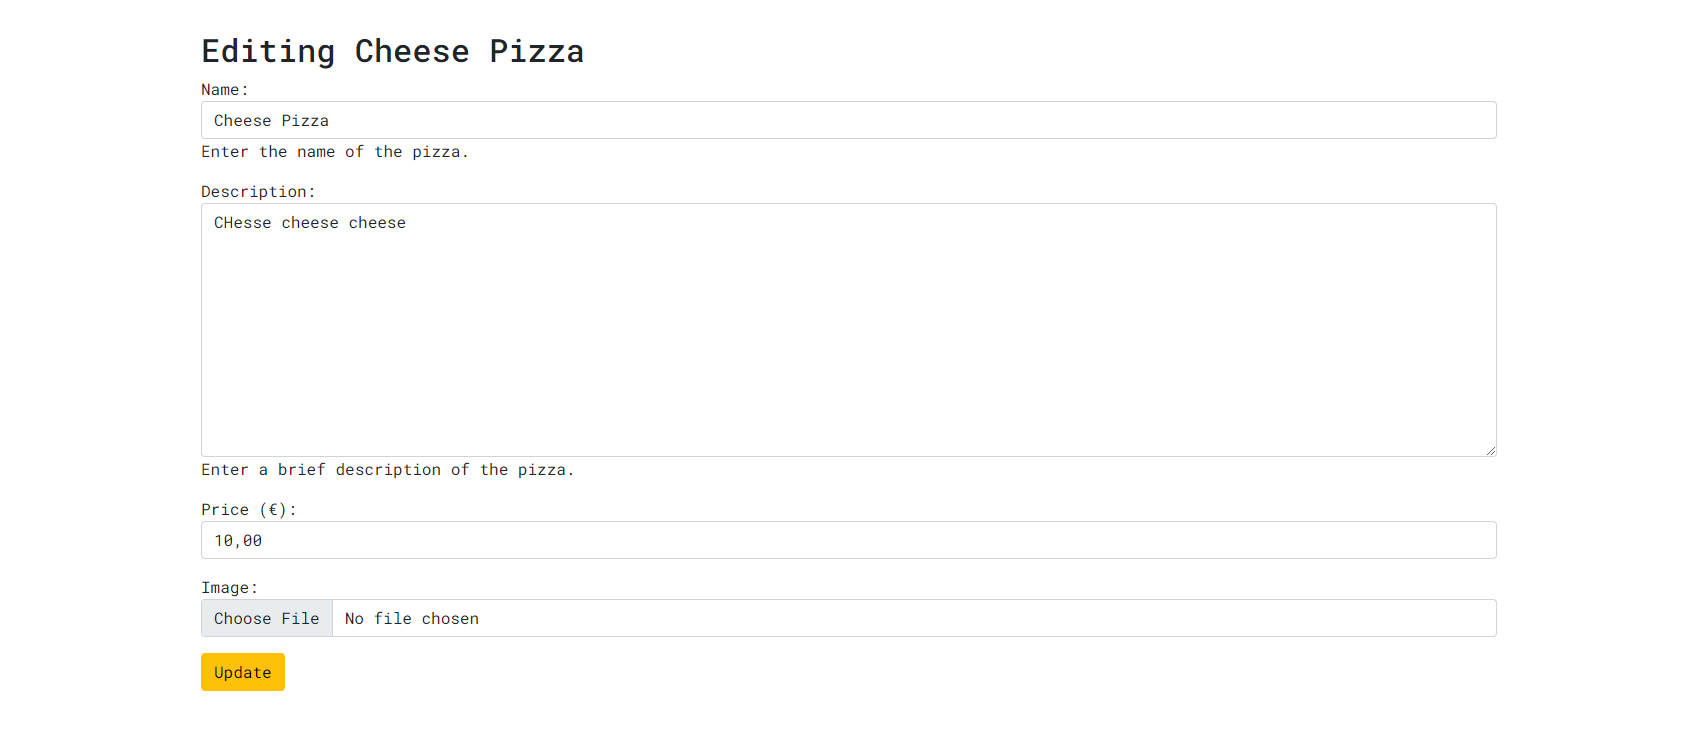 Editing Cheese Pizza
Name:
Cheese Pizza
Enter the name of the pizza.
Description:
CHesse cheese cheese
Enter a brief description of the pizza.
Price (€):
10,00
Image:
Choose File No file chosen
Update